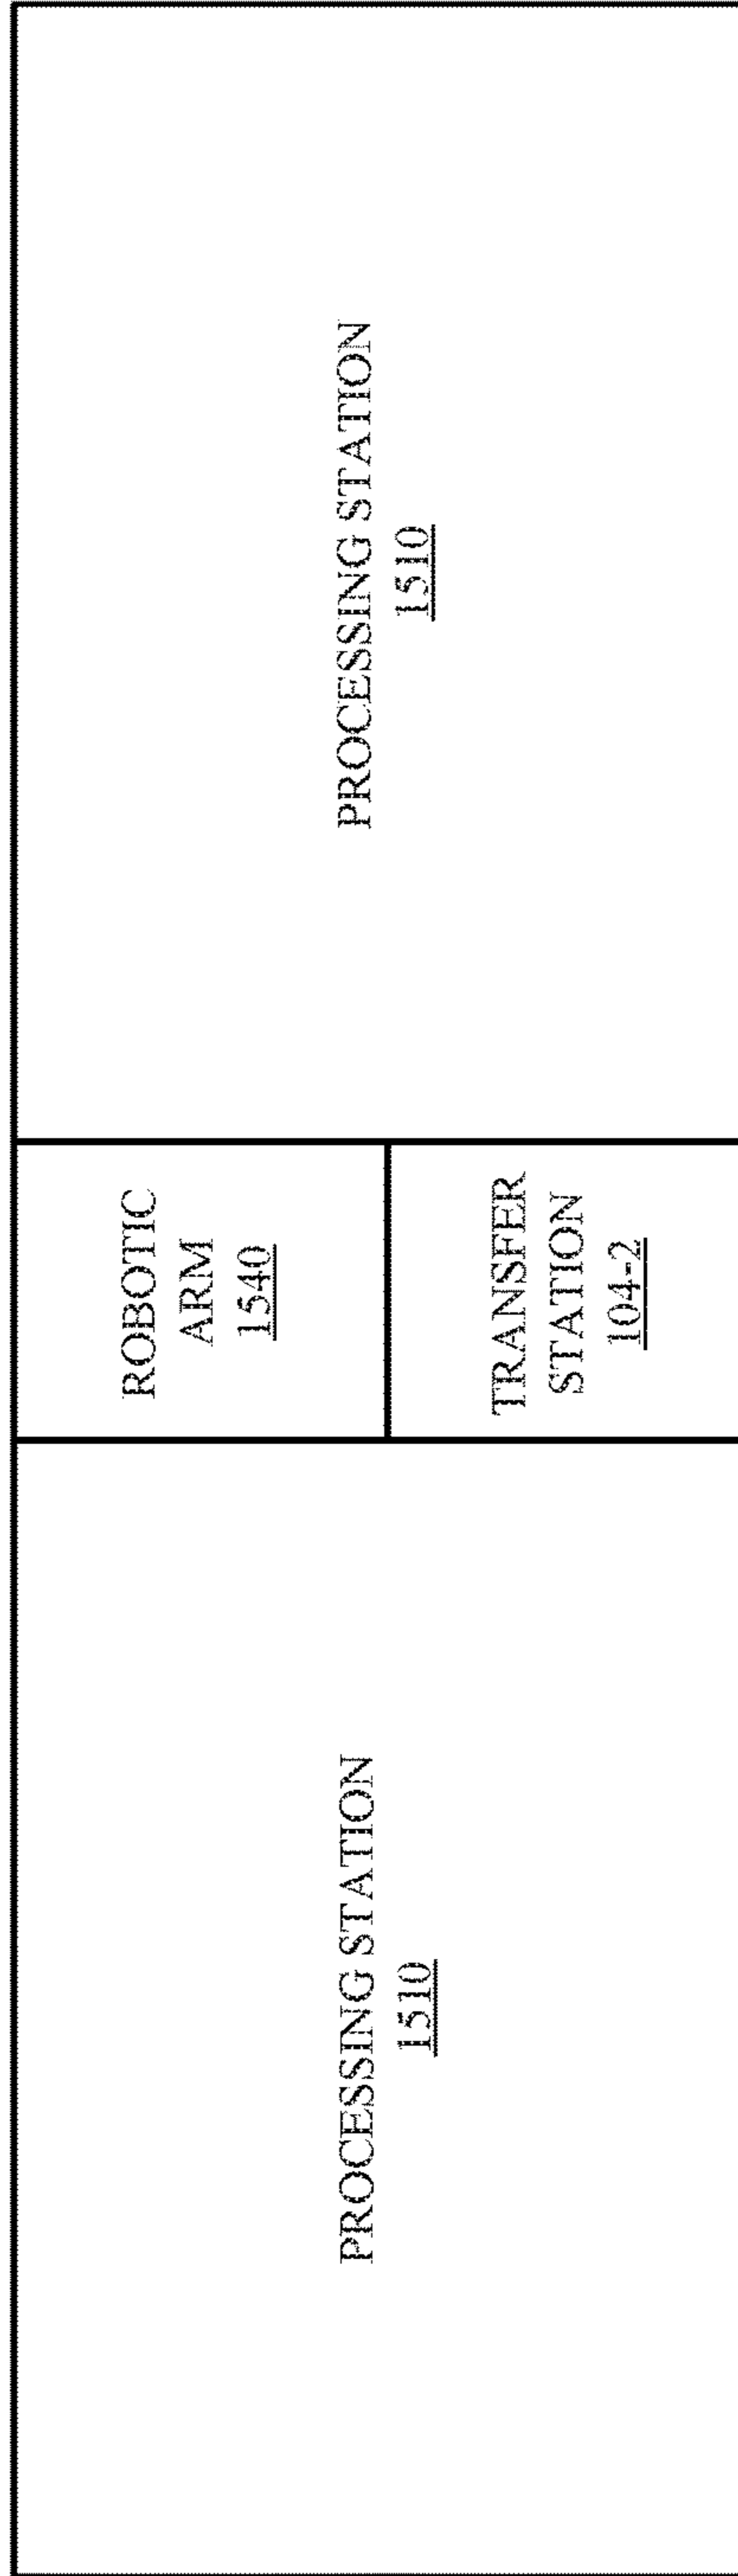 PROCESSING STATION
1510
ROBOTIC
ARM
1540
TRANSFER
STATION
104-2
PROCESSING STATION
1510